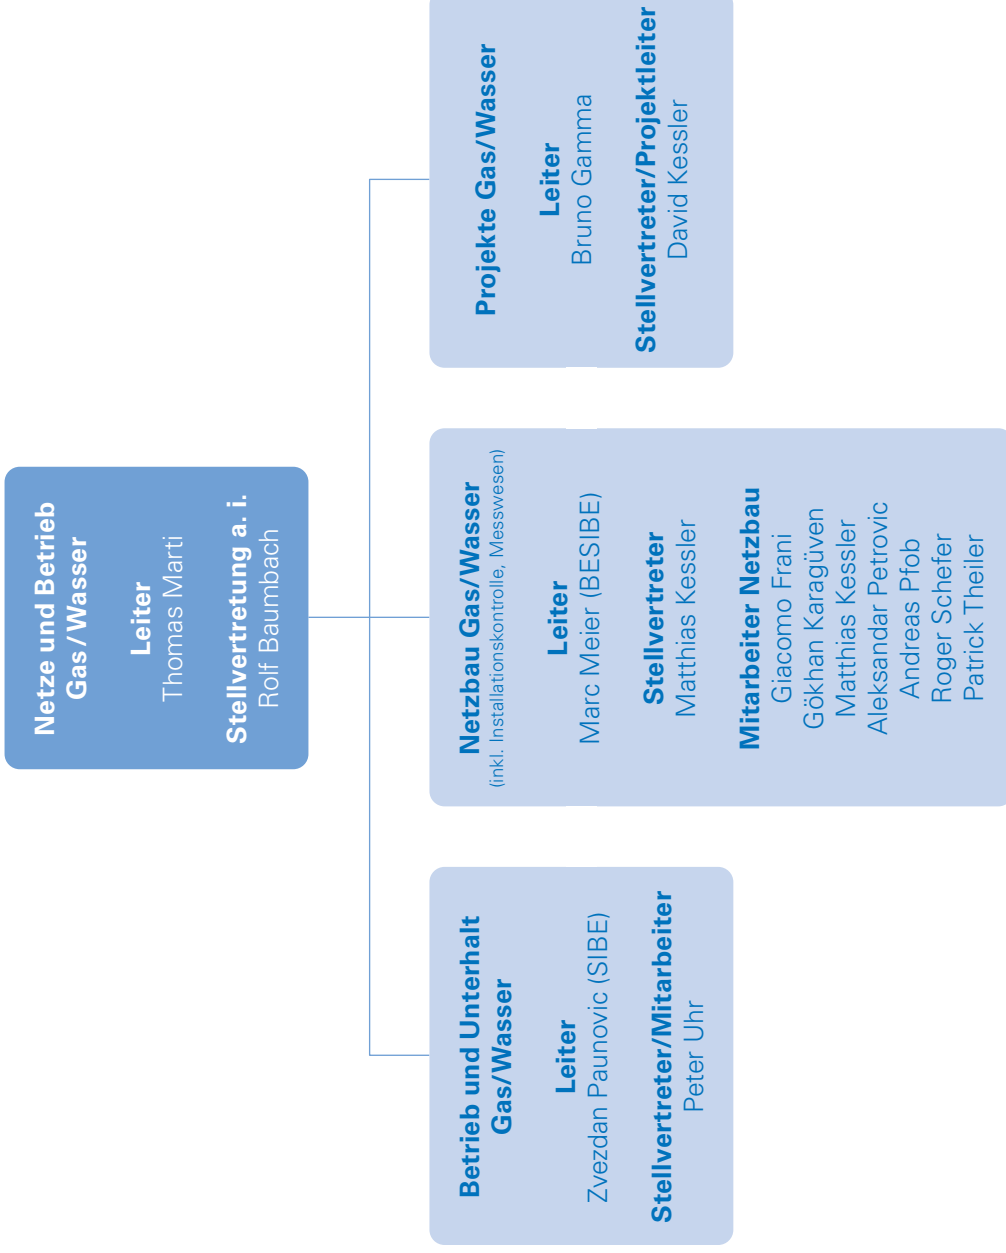 Netze und Betrieb
Gas / Wasser
Leiter
Thomas Marti
Stellvertretung a. i.
Rolf Baumbach
Betrieb und Unterhalt
Gas/Wasser
Leiter
Zvezdan Paunovic (SIBE)
Stellvertreter/Mitarbeiter
Peter Uhr
Netzbau Gas/Wasser
(inkl. Installationskontrolle, Messwesen)
Leiter
Marc Meier (BESIBE)
Stellvertreter
Matthias Kessler
Mitarbeiter Netzbau
Giacomo Frani
Gökhan Karagüven
Matthias Kessler
Aleksandar Petrovic
Andreas Pfob
Roger Schefer
Patrick Theiler
Projekte Gas/Wasser
Leiter
Bruno Gamma
Stellvertreter/Projektleiter
David Kessler